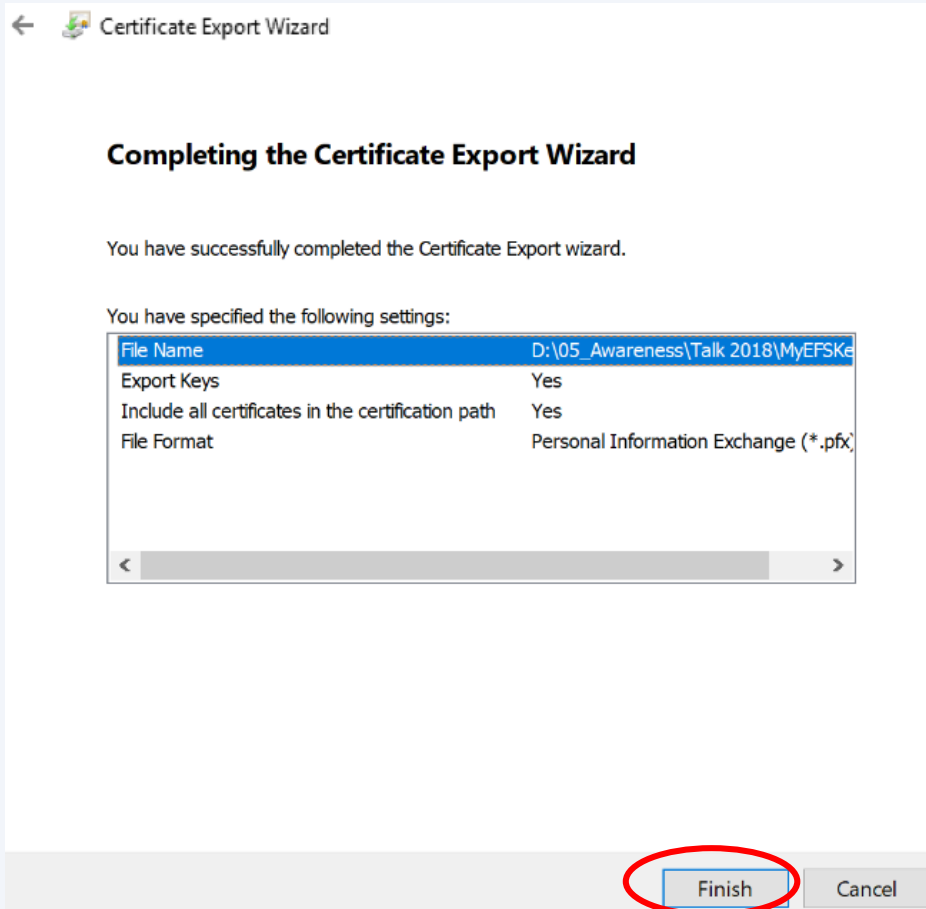 Certificate Export Wizard
Completing the Certificate Export Wizard
You have successfully completed the Certificate Export wizard.
You have specified the following settings:
File Name D:\05_Awareness\Talk 2018\MyEFSKe
Export Keys Yes
Include all certificates in the certification path Yes
File Format Personal Information Exchange (*.pfx)
Finish Cancel